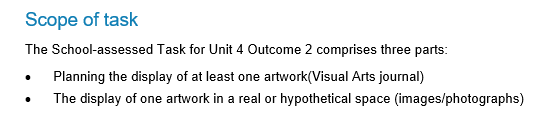 Scope of task
The School-assessed Task for Unit 4 Outcome 2 comprises three parts:
• Planning the display of at least one artwork(Visual Arts journal)
• The display of one artwork in a real or hypothetical space (images/photographs)